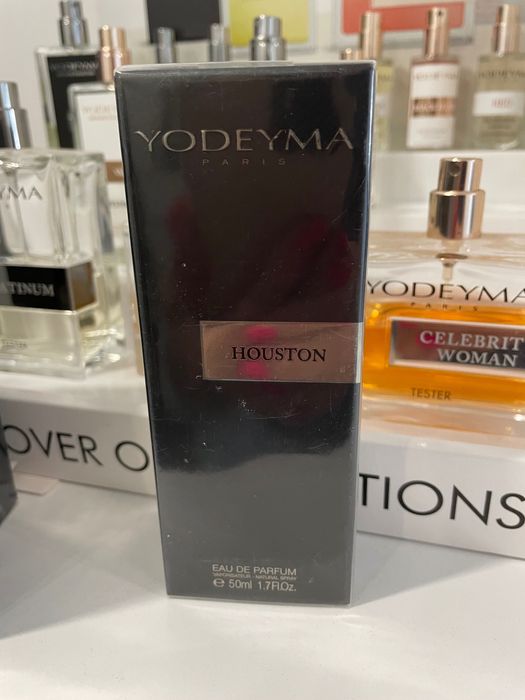 YODEYMA
PARIS
HOUSTON
EAU DE PARFUM
VAPORISATEUR - NATURAL SPRAY
℮ 50ml 1.7Fl.Oz.
TESTER
YODEYMA
PARIS
CELEBRIT
WOMAN
TESTER
OVER O
TIONS